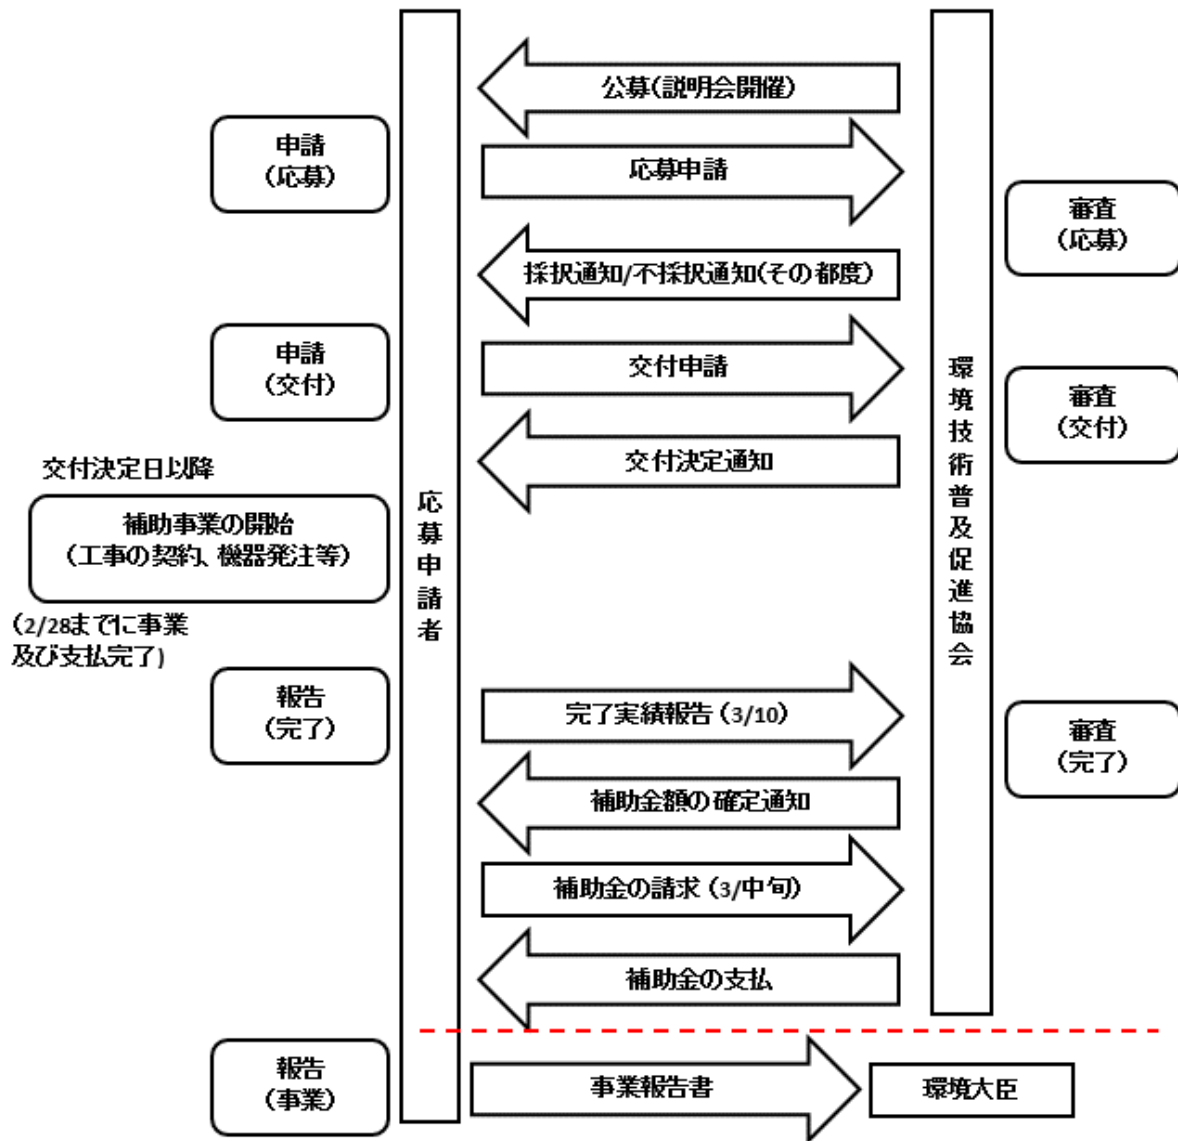 公募(説明会開催)
申請
(応募)
応募申請
審査
(応募)
採択通知/不採択通知(その都度)
申請
(交付)
交付申請
審査
(交付)
交付決定通知
交付決定日以降
補助事業の開始
(工事の契約、機器発注等)
(2/28までに事業
及び支払完了)
応募申請者
環境技術普及促進協会
報告
(完了)
完了実績報告(3/10)
審査
(完了)
補助金額の確定通知
補助金の請求(3/中旬)
補助金の支払
報告
(事業)
事業報告書
環境大臣